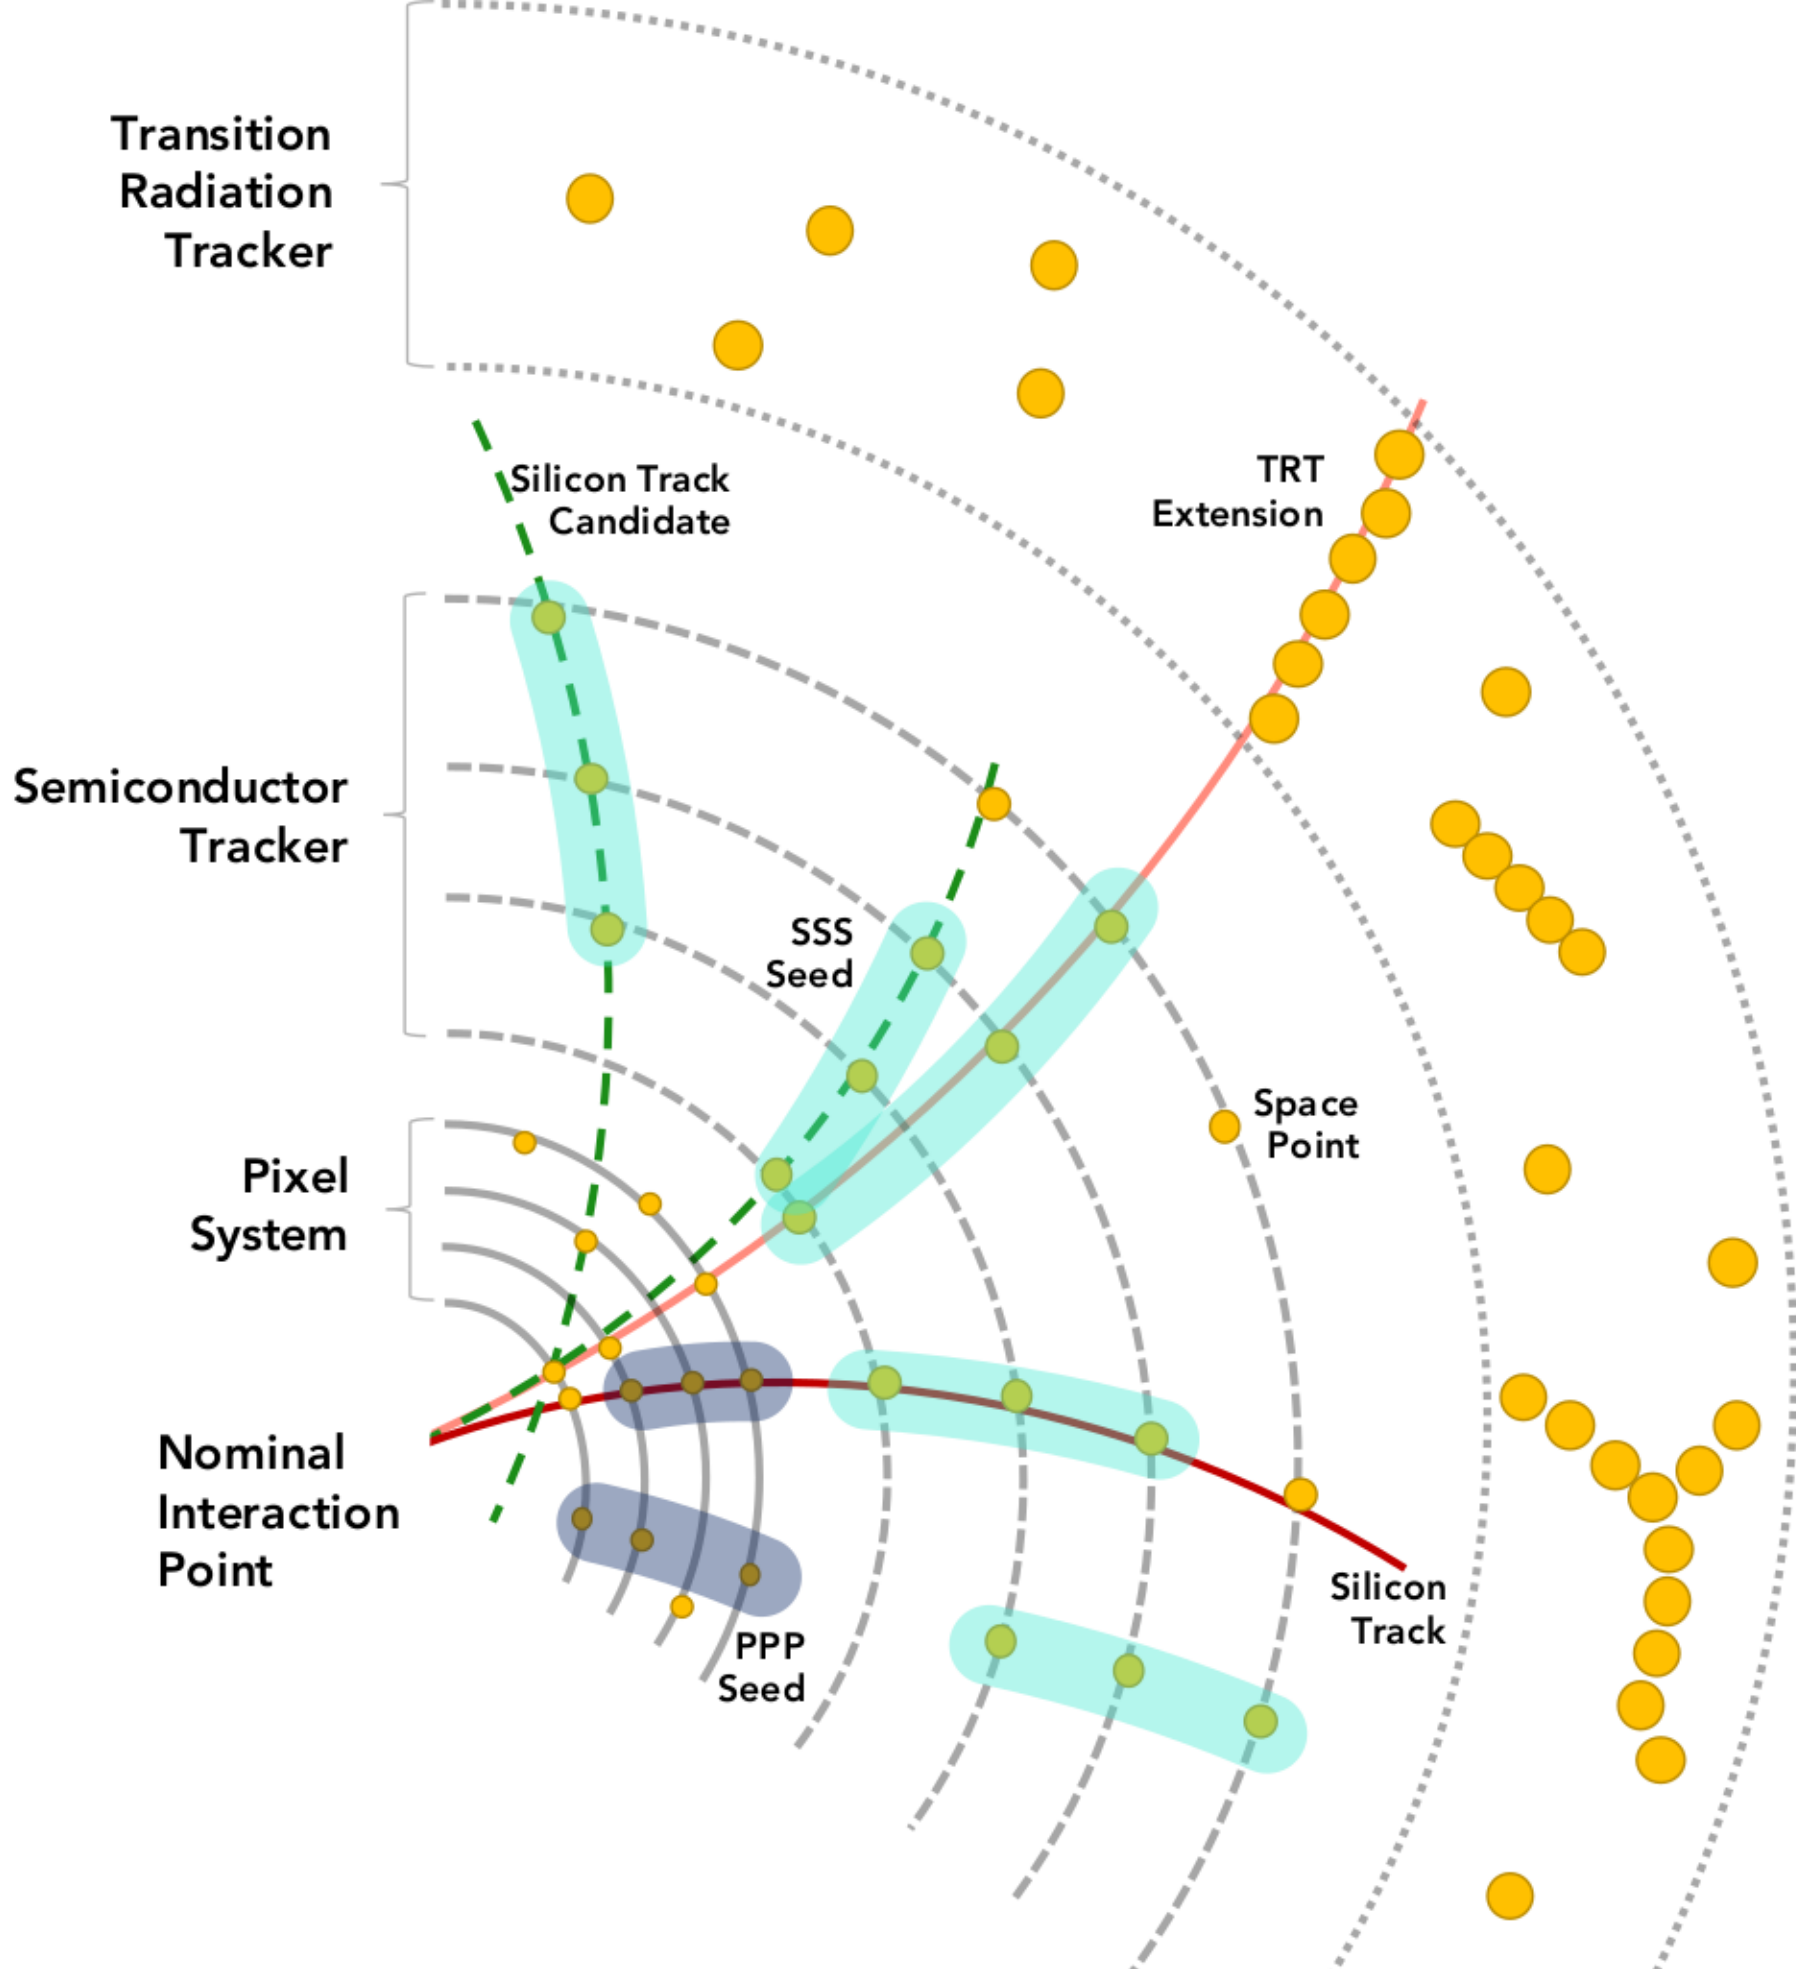 Transition
Radiation
Tracker
Silicon Track
Candidate
TRT
Extension
Semiconductor
Tracker
SSS
Seed
Space
Point
Pixel
System
Nominal
Interaction
Point
Silicon
Track
PPP
Seed